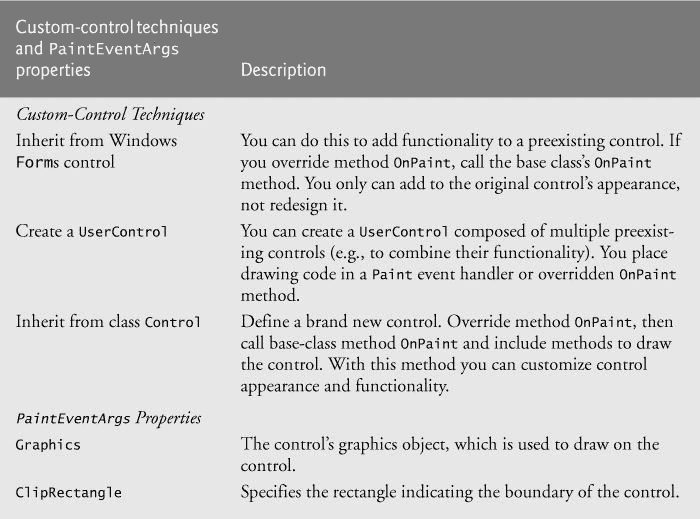 Custom-control techniques
and PaintEventArgs
properties
Description
Custom-Control Techniques
Inherit from Windows
Forms control
You can do this to add functionality to a preexisting control. If
you override method OnPaint, call the base class's OnPaint
method. You only can add to the original control's appearance,
not redesign it.
Create a UserControl
You can create a UserControl composed of multiple preexist-
ing controls (e.g., to combine their functionality). You place
drawing code in a Paint event handler or overridden OnPaint
method.
Inherit from class Control
Define a brand new control. Override method OnPaint, then
call base-class method OnPaint and include methods to draw
the control. With this method you can customize control
appearance and functionality.
PaintEventArgs Properties
Graphics
The control's graphics object, which is used to draw on the
control.
ClipRectangle
Specifies the rectangle indicating the boundary of the control.